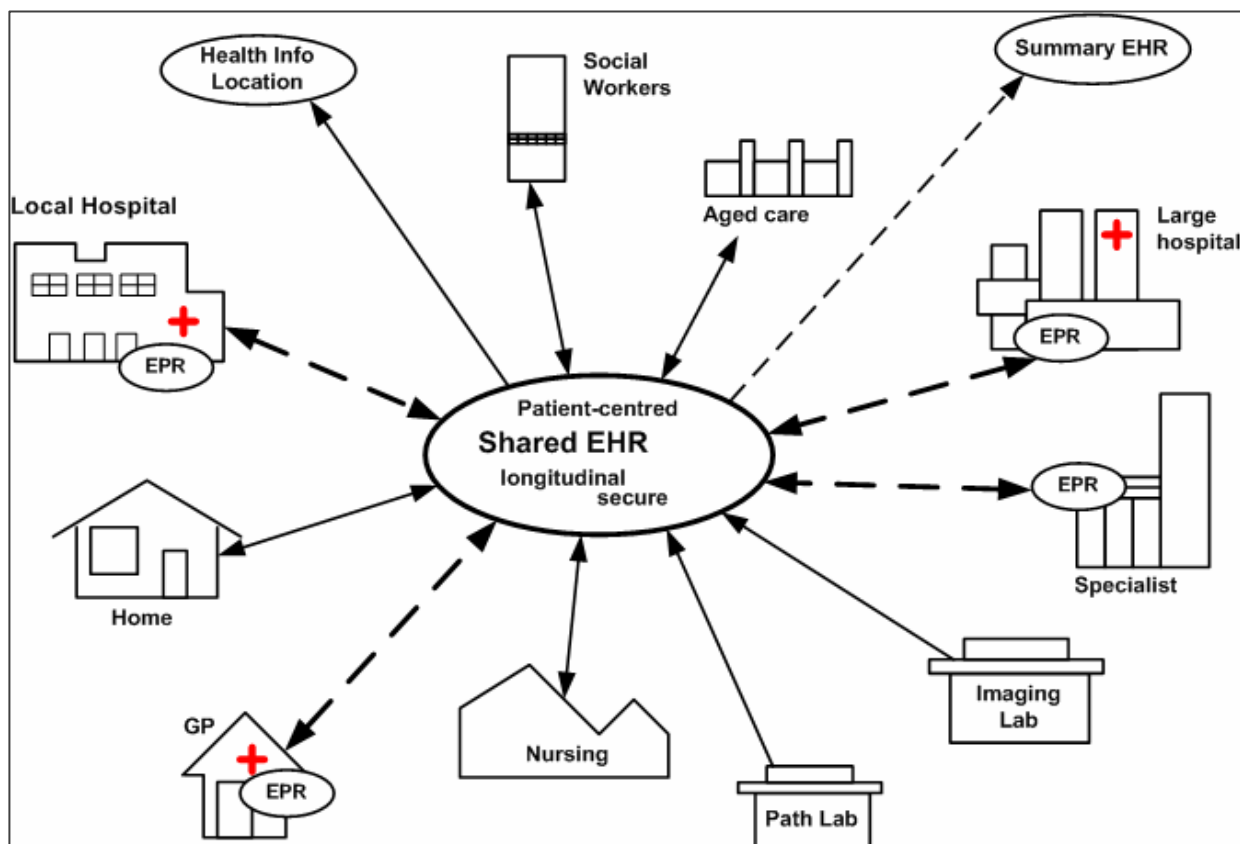 Health Info
Location
Social
Workers
Summary EHR
Aged care
Large
hospital
Local Hospital
EPR
EPR
Patient-centred
Shared EHR
longitudinal
secure
EPR
Specialist
Home
Imaging
Lab
GP
EPR
Nursing
Path Lab